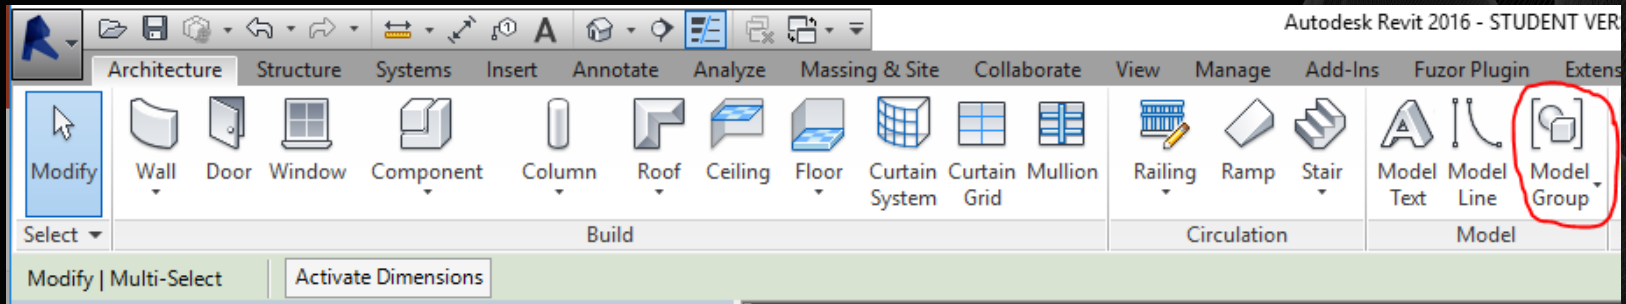 Autodesk Revit 2016 - STUDENT VER
Architecture Structure Systems Insert Annotate Analyze Massing & Site Collaborate View Manage Add-Ins Fuzor Plugin Extens
Modify Wall Door Window Component Column Roof Ceiling Floor Curtain Curtain Mullion Railing Ramp Stair Model Model Model
System Grid Text Line Group
Select Build Circulation Model
Modify | Multi-Select Activate Dimensions